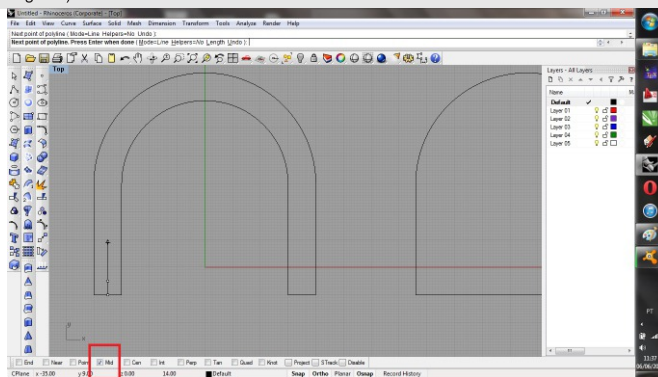 Untitled - Rhinoceros (Corporate) - [Top]
File Edit View Curve Surface Solid Mesh Dimension Transform Tools Analyze Render Help
Next point of polyline ( Mode=Line Helpers=No Undo ):
Next point of polyline. Press Enter when done ( Mode=Line Helpers=No Length Undo ):
Top
Layers - All Layers
Name
Default
Layer 01
Layer 02
Layer 03
Layer 04
Layer 05
PT
11:37
End Near Point Mid Cen Int Perp Tan Quad Knot Project STrack Disable
CPlane x -35.00 14.00 Default Snap Ortho Planar Osnap Record History